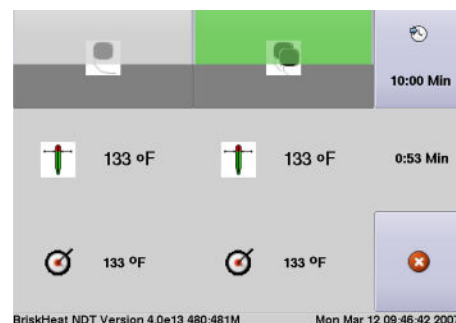 10:00 Min
133 ºF
133 ºF
0:53 Min
133 ºF
133 ºF
BriskHeat NDT Version 4.0e13 480:481M
Mon Mar 12 09:46:42 2007